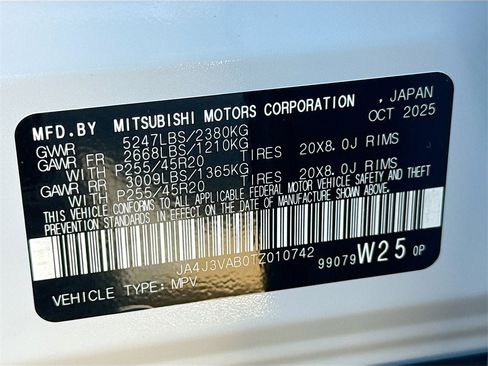 MFD.BY MITSUBISHI MOTORS CORPORATION , JAPAN
GVWR 5247LBS/2380KG OCT 2025
GAWR FR 2668LBS/1210KG
WITH P255/45R20 TIRES 20X8.0J RIMS
GAWR RR 3009LBS/1365KG
WITH P255/45R20 TIRES 20X8.0J RIMS
THIS VEHICLE CONFORMS TO ALL APPLICABLE FEDERAL MOTOR VEHICLE SAFETY AND THEFT
PREVENTION STANDARDS IN EFFECT ON THE DATE OF MANUFACTURE SHOWN ABOVE.
JA4J3VAB0TZ010742
99079 W25 0P
VEHICLE TYPE: MPV